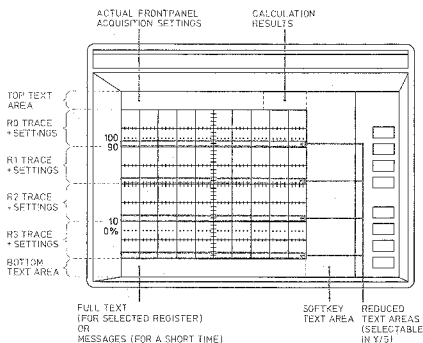 ACTUAL FRONTPANEL
ACQUISITION SETTINGS
CALCULATION
RESULTS
TOP TEXT
AREA
R0 TRACE
+ SETTINGS
R1 TRACE
+ SETTINGS
R2 TRACE
+ SETTINGS
R3 TRACE
+ SETTINGS
BOTTOM
TEXT AREA
100
90
10
0%
FULL TEXT
(FOR SELECTED REGISTER)
OR
MESSAGES (FOR A SHORT TIME)
SOFTKEY
TEXT AREA
REDUCED
TEXT AREAS
(SELECTABLE
IN Y/5)